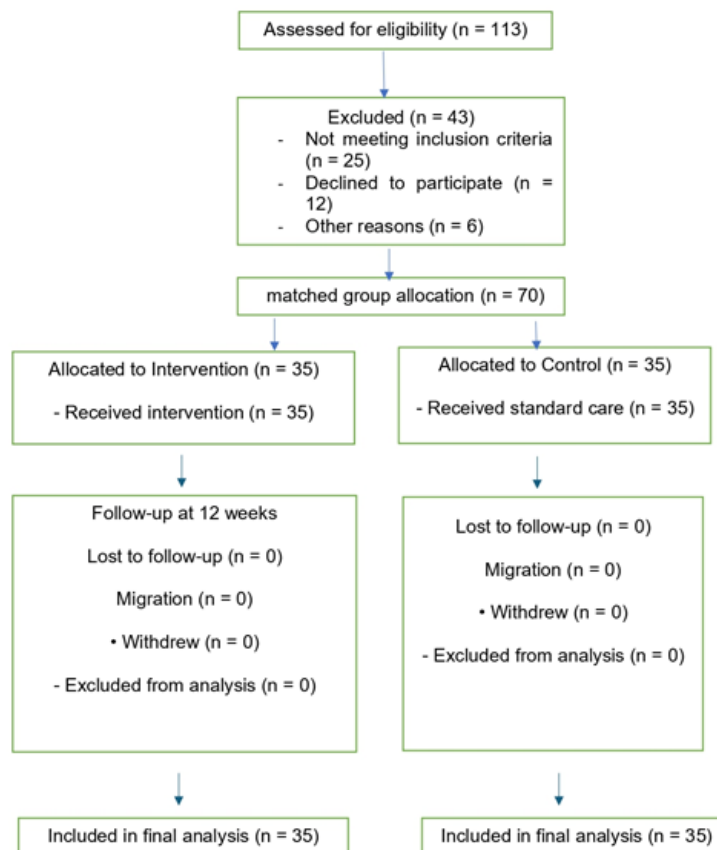 Assessed for eligibility (n = 113)
Excluded (n = 43)
- Not meeting inclusion criteria
(n = 25)
- Declined to participate (n =
12)
- Other reasons (n = 6)
matched group allocation (n = 70)
Allocated to Intervention (n = 35)
- Received intervention (n = 35)
Allocated to Control (n = 35)
- Received standard care (n = 35)
Follow-up at 12 weeks
Lost to follow-up (n = 0)
Migration (n = 0)
• Withdrew (n = 0)
- Excluded from analysis (n = 0)
Lost to follow-up (n = 0)
Migration (n = 0)
• Withdrew (n = 0)
- Excluded from analysis (n = 0)
Included in final analysis (n = 35)
Included in final analysis (n = 35)